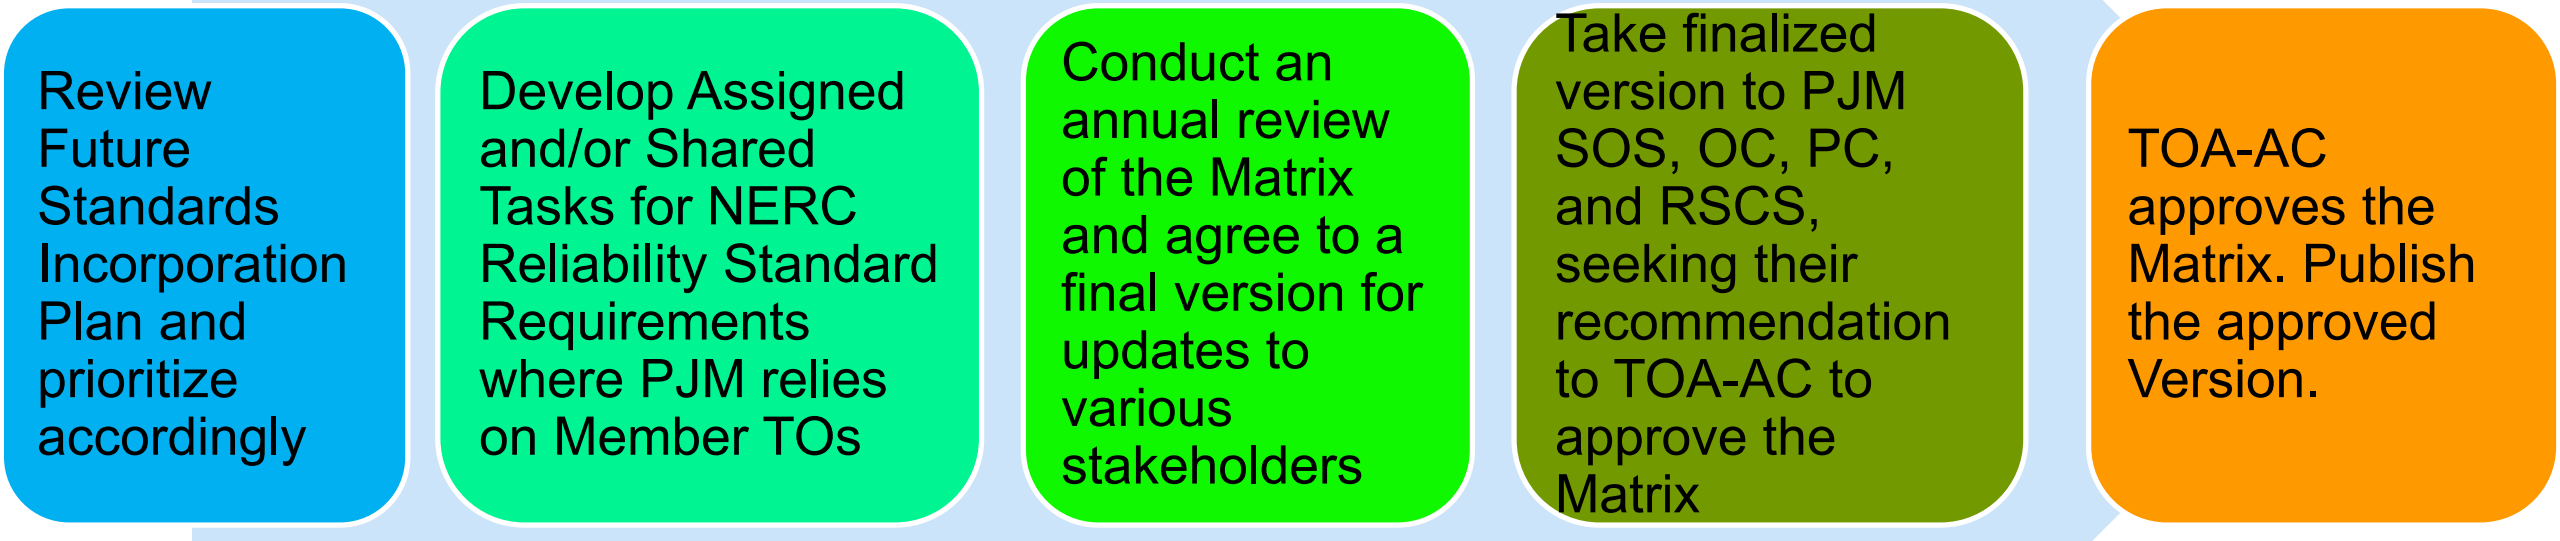 Review
Future
Standards
Incorporation
Plan and
prioritize
accordingly
Develop Assigned
and/or Shared
Tasks for NERC
Reliability Standard
Requirements
where PJM relies
on Member TOs
Conduct an
annual review
of the Matrix
and agree to a
final version for
updates to
various
stakeholders
Take finalized
version to PJM
SOS, OC, PC,
and RSCS,
seeking their
recommendation
to TOA-AC to
approve the
Matrix
TOA-AC
approves the
Matrix. Publish
the approved
Version.